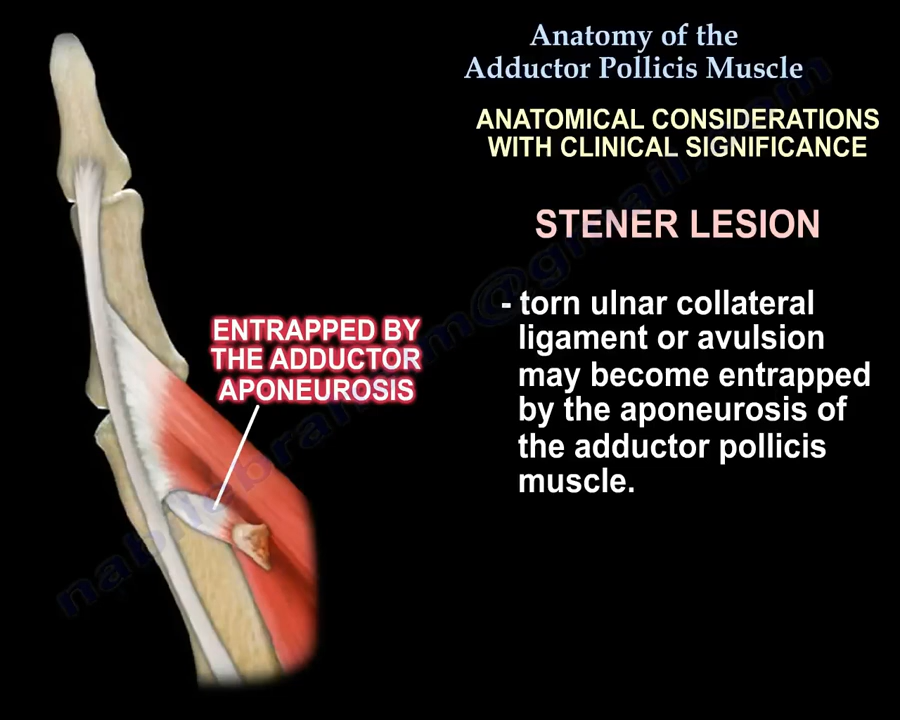 Anatomy of the
Adductor Pollicis Muscle
ANATOMICAL CONSIDERATIONS
WITH CLINICAL SIGNIFICANCE
STENER LESION
- torn ulnar collateral
ligament or avulsion
may become entrapped
by the aponeurosis of
the adductor pollicis
muscle.
ENTRAPPED BY
THE ADDUCTOR
APONEUROSIS